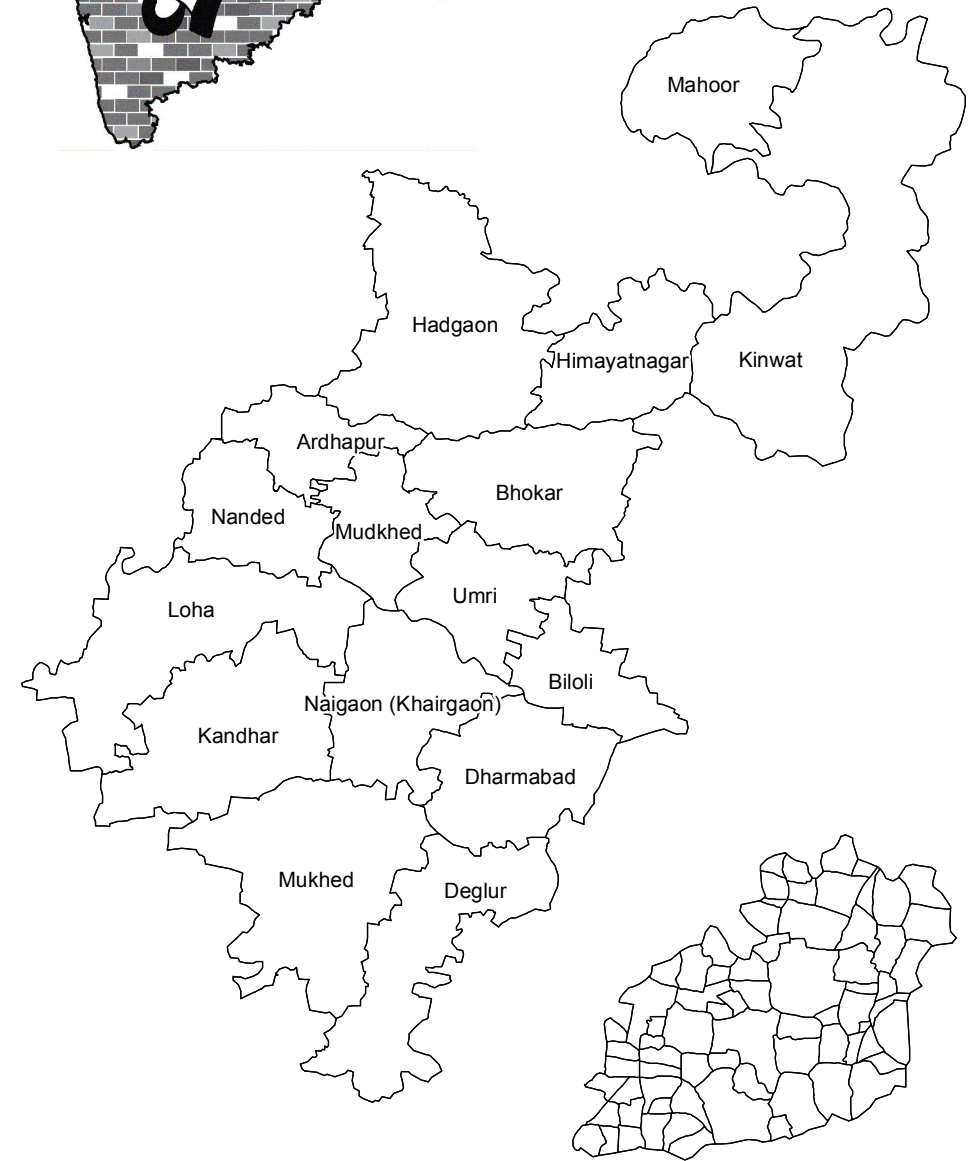 Mahoor
Hadgaon
Himayatnagar
Kinwat
Ardhapur
Bhokar
Nanded
Mudkhed
Umri
Loha
Biloli
Naigaon (Khairgaon)
Kandhar
Dharmabad
Mukhed
Deglur